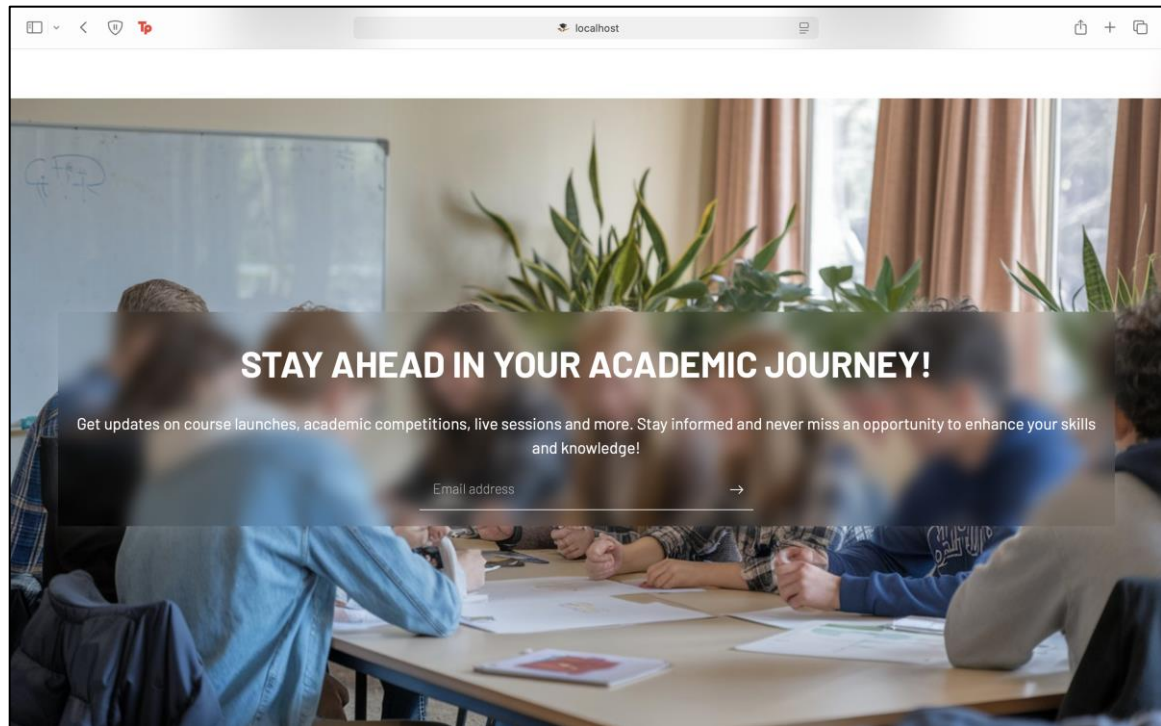 Tp
localhost
STAY AHEAD IN YOUR ACADEMIC JOURNEY!
Get updates on course launches, academic competitions, live sessions and more. Stay informed and never miss an opportunity to enhance your skills
and knowledge!
Email address